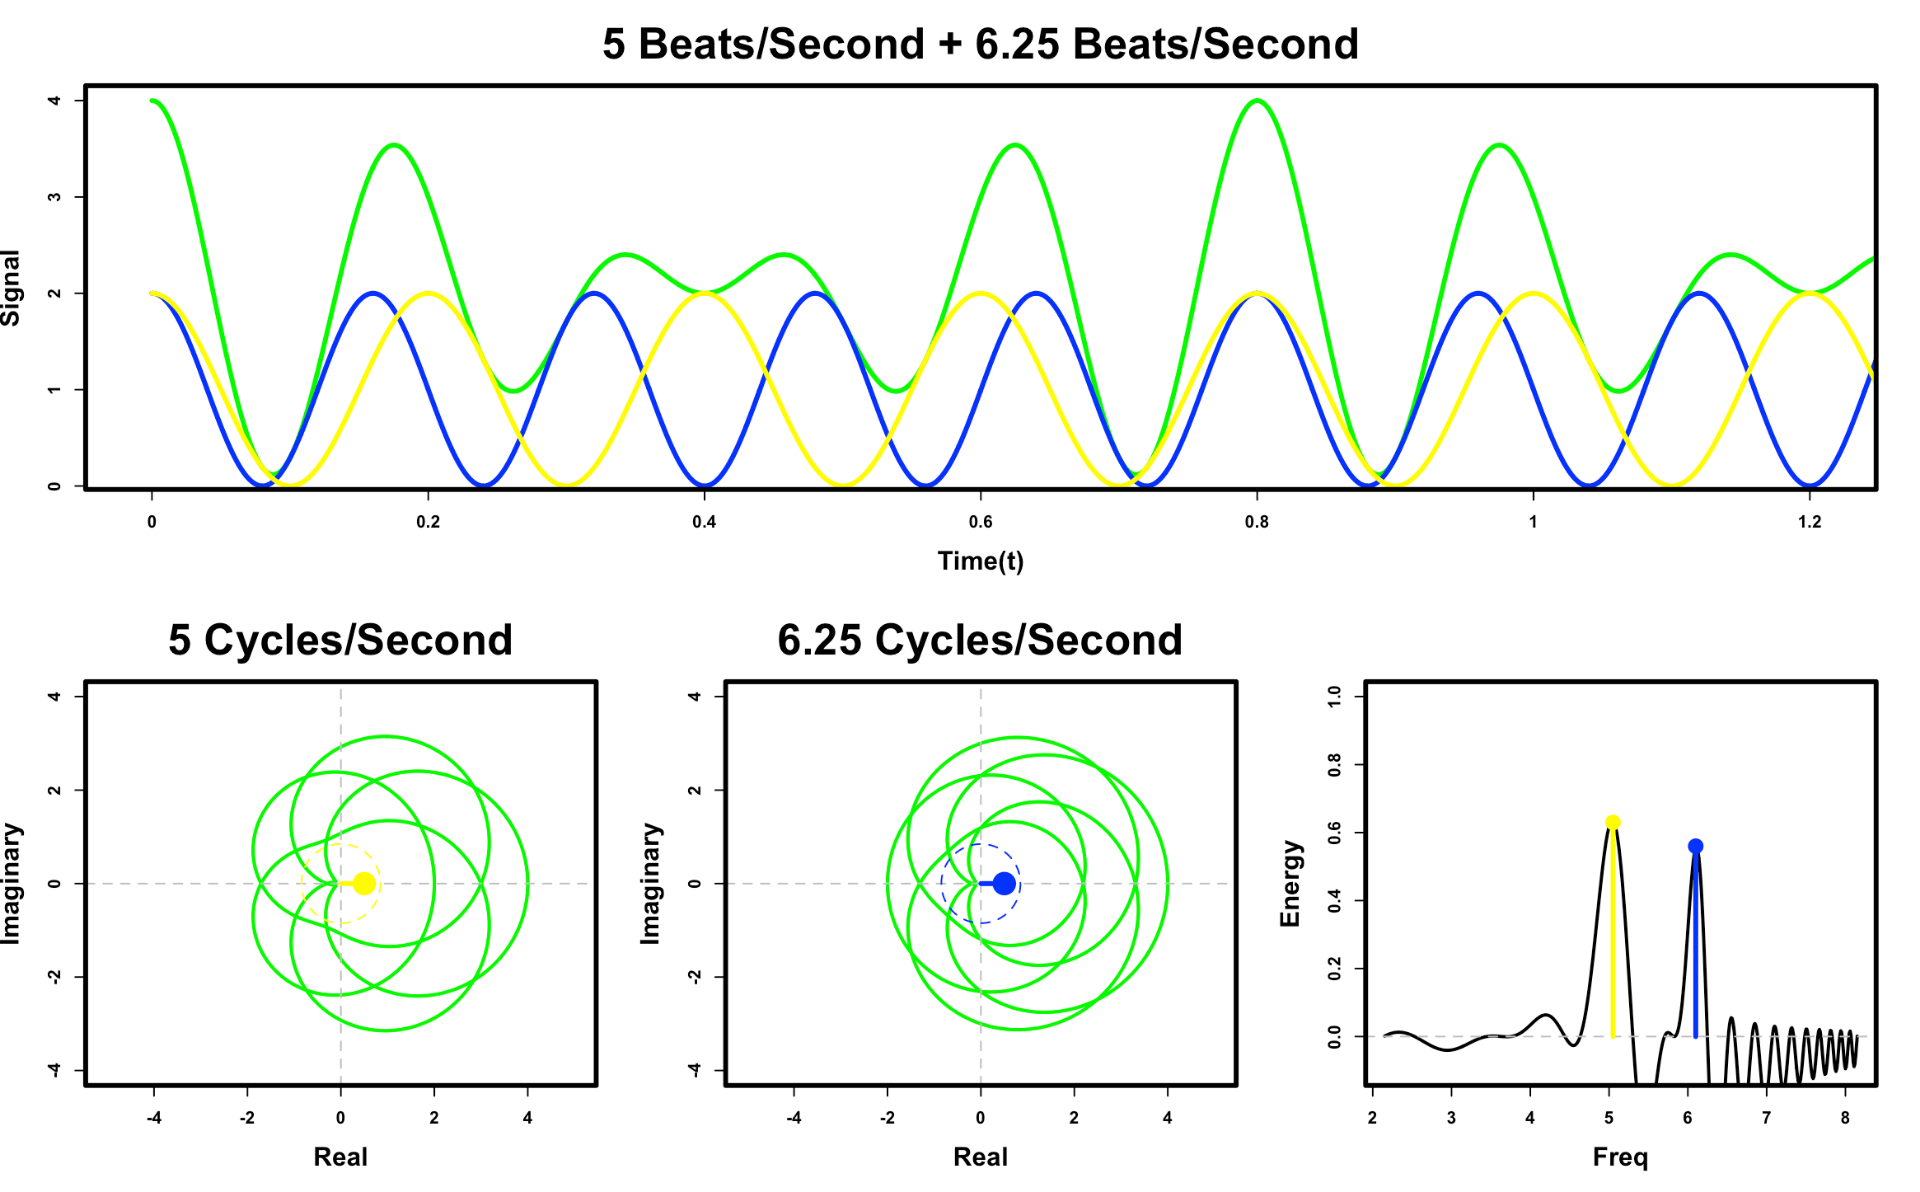 5 Beats/Second + 6.25 Beats/Second
4
3
2
1
0
Signal
0 0.2 0.4 0.6 0.8 1 1.2
Time(t)
5 Cycles/Second
4
2
0
-2
-4
Imaginary
-4 -2 0 2 4
Real
6.25 Cycles/Second
4
2
0
-2
-4
Imaginary
-4 -2 0 2 4
Real
1.0
0.8
0.6
0.4
0.2
0.0
Energy
2 3 4 5 6 7 8
Freq